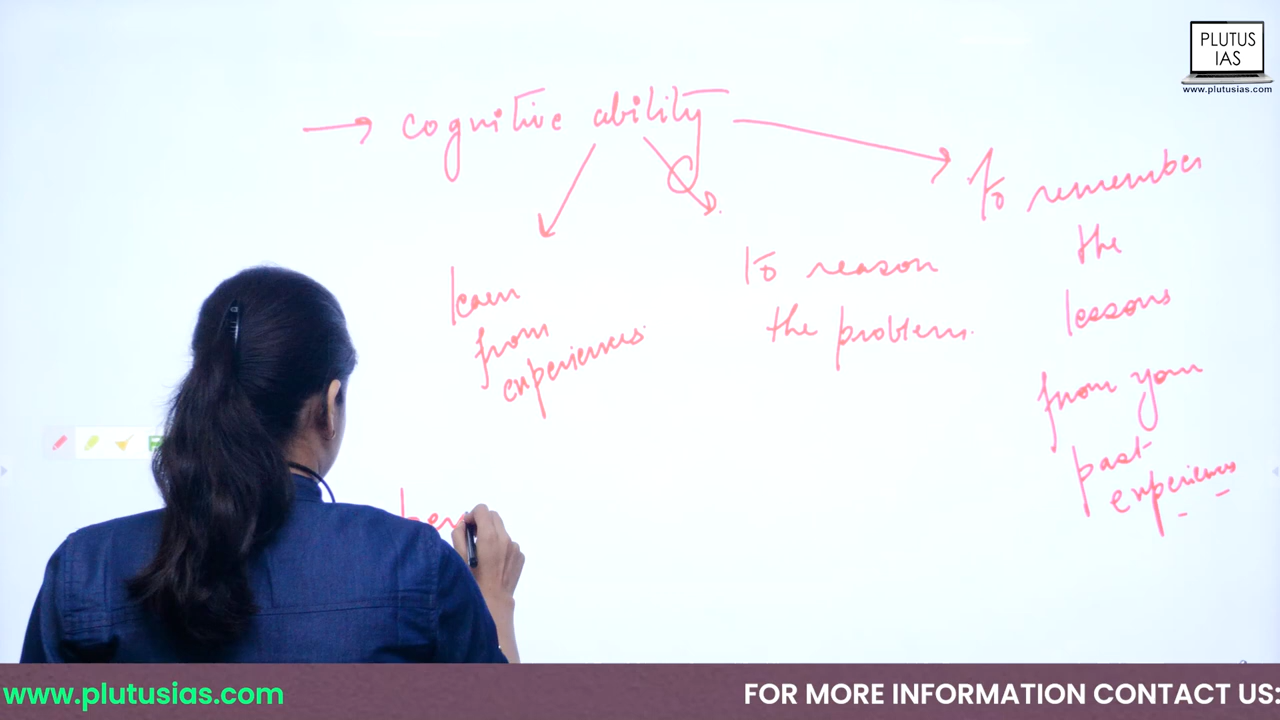 PLUTUS
IAS
www.plutusias.com
→ cognitive ability
learn
from
experiences
to reason
the problem.
to remember
the
lessons
from your
past
experiences
www.plutusias.com
FOR MORE INFORMATION CONTACT US: